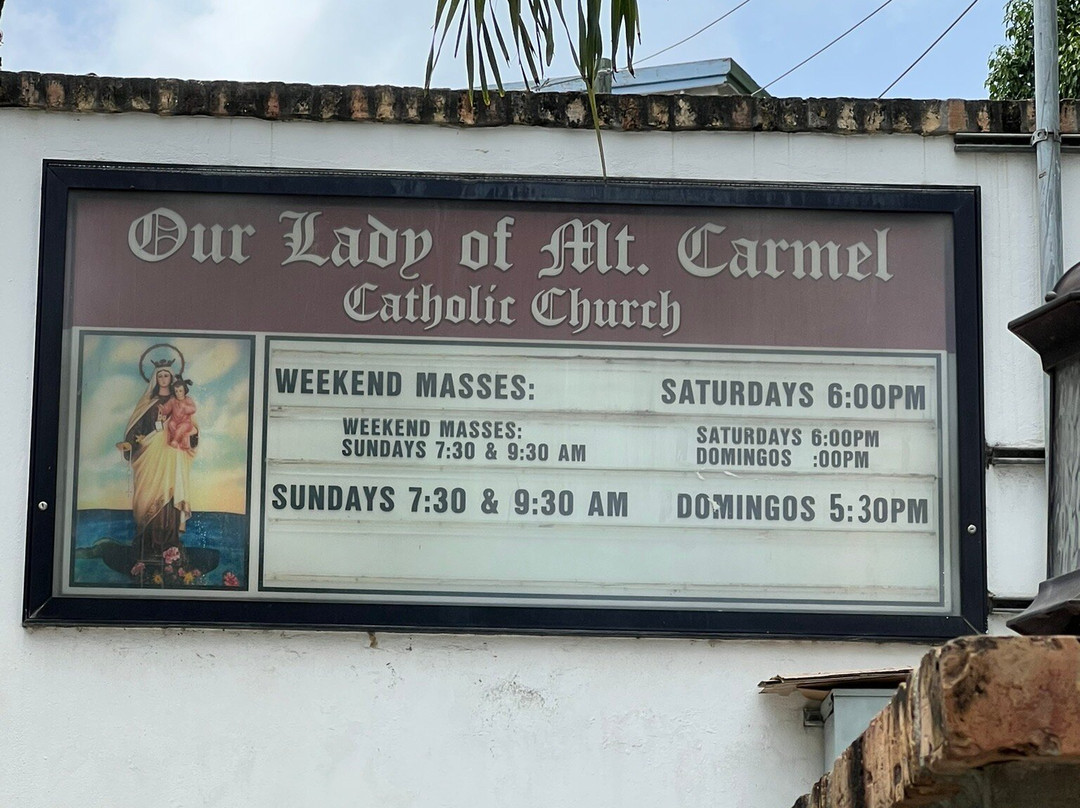 Our Lady of Mt. Carmel
Catholic Church
WEEKEND MASSES: SATURDAYS 6:00PM
WEEKEND MASSES: SATURDAYS 6:00PM
SUNDAYS 7:30 & 9:30 AM DOMINGOS :00PM
SUNDAYS 7:30 & 9:30 AM DOMINGOS 5:30PM